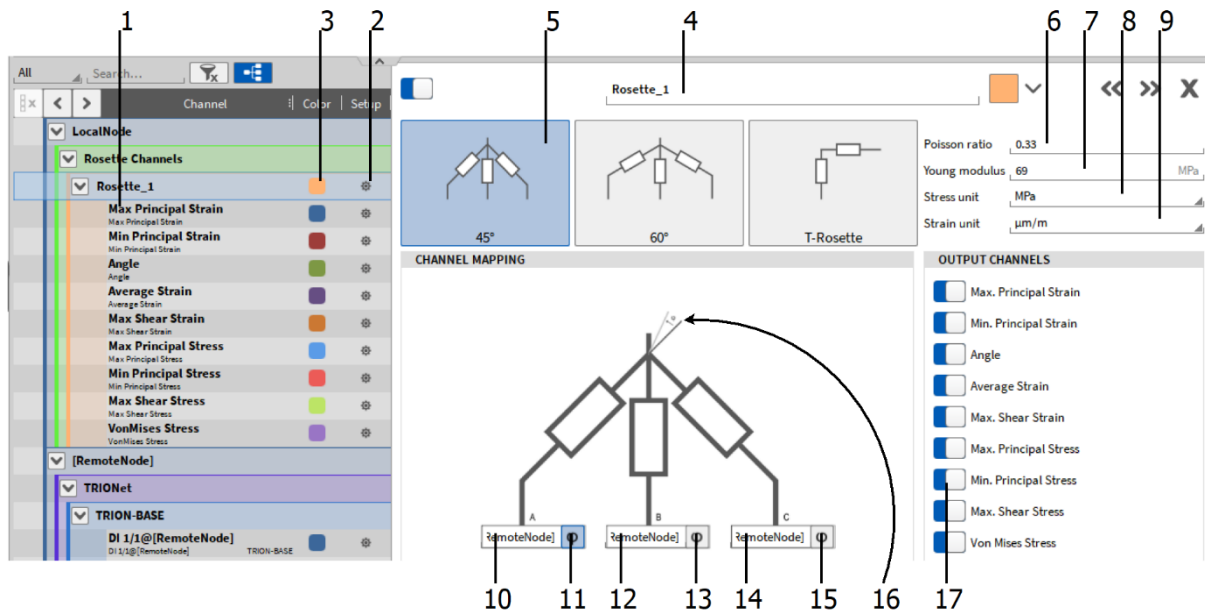 1 3 2 5 4 6 7 8 9
All
Search...
Channel Color Setup
LocalNode
Rosette Channels
Rosette_1
Max Principal Strain
Max Principal Strain
Min Principal Strain
Min Principal Strain
Angle
Angle
Average Strain
Average Strain
Max Shear Strain
Max Shear Strain
Max Principal Stress
Max Principal Stress
Min Principal Stress
Min Principal Stress
Max Shear Stress
Max Shear Stress
VonMises Stress
VonMises Stress
[RemoteNode]
TRIONet
TRION-BASE
DI 1/1@[RemoteNode]
DI 1/1@[RemoteNode] TRION-BASE
Rosette_1
45°
60°
T-Rosette
Poisson ratio 0.33
Young modulus 69 MPa
Stress unit MPa
Strain unit µm/m
CHANNEL MAPPING
A B C
RemoteNode] RemoteNode] RemoteNode]
OUTPUT CHANNELS
Max. Principal Strain
Min. Principal Strain
Angle
Average Strain
Max. Shear Strain
Max. Principal Stress
Min. Principal Stress
Max. Shear Stress
Von Mises Stress
10 11 12 13 14 15 16 17